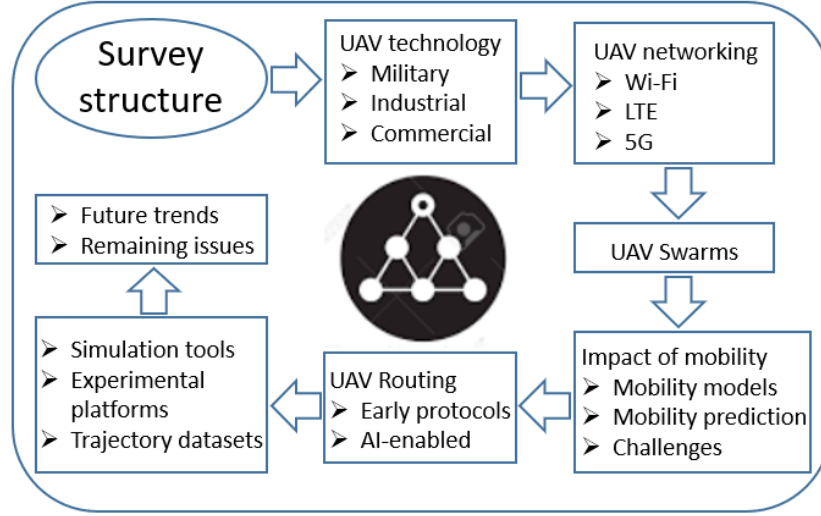 Survey
structure
UAV technology
➢ Military
➢ Industrial
➢ Commercial
UAV networking
➢ Wi-Fi
➢ LTE
➢ 5G
UAV Swarms
Impact of mobility
➢ Mobility models
➢ Mobility prediction
➢ Challenges
UAV Routing
➢ Early protocols
➢ AI-enabled
➢ Simulation tools
➢ Experimental
platforms
➢ Trajectory datasets
➢ Future trends
➢ Remaining issues